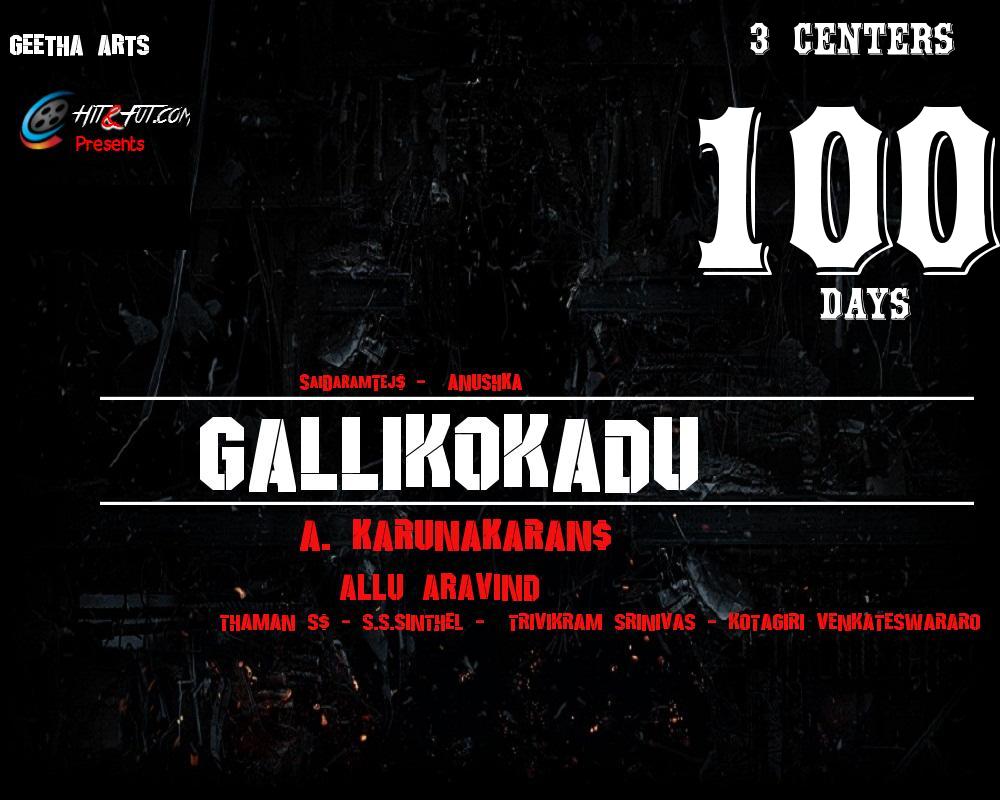 GEETHA ARTS
3 CENTERS
HIT&FUT.COM
Presents
100
DAYS
SAIDARAMTEJ$ - ANUSHKA
GALLIKOKADU
A. KARUNAKARAN$
ALLU ARAVIND
THAMAN S$ - S.S.SINTHEL - TRIVIKRAM SRINIVAS - KOTAGIRI VENKATESWARARO